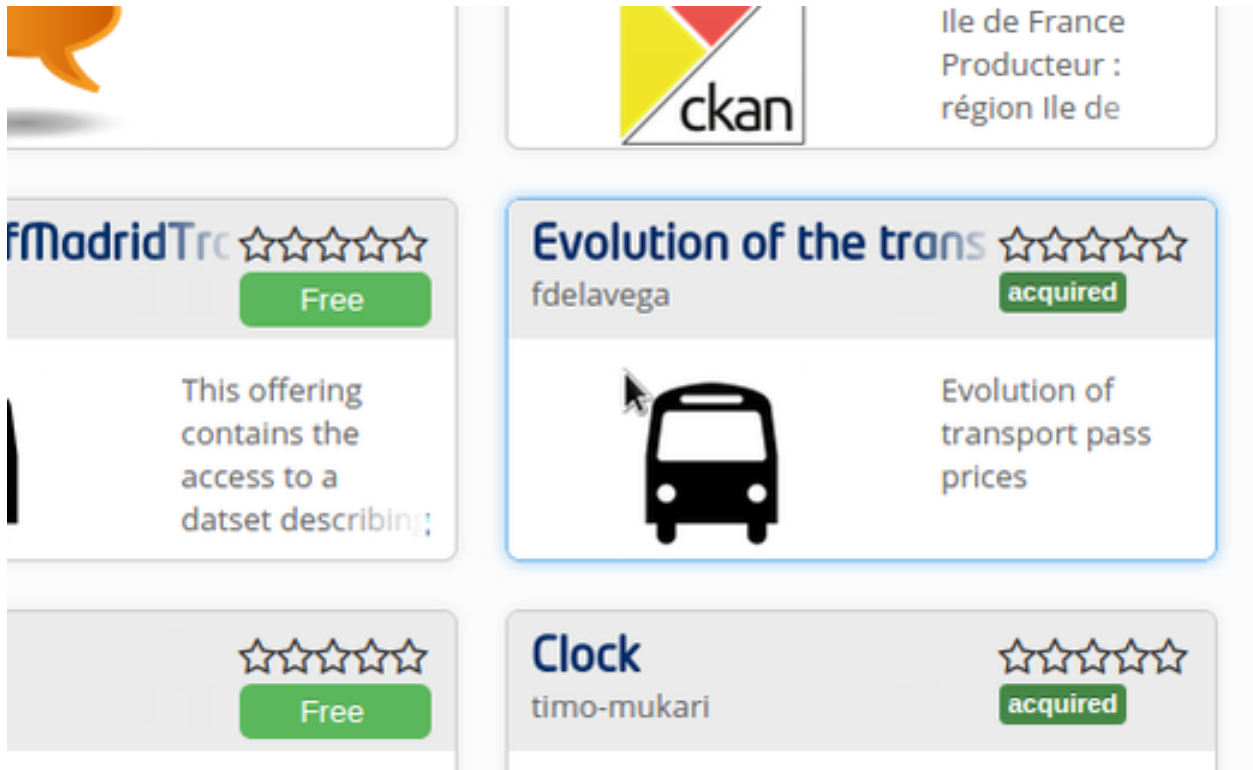 Ile de France
Producteur :
région Ile de
ckan
fMadridTrc
Free
This offering
contains the
access to a
datset describing
Evolution of the trans
fdelavega
acquired
Evolution of
transport pass
prices
Free
Clock
timo-mukari
acquired